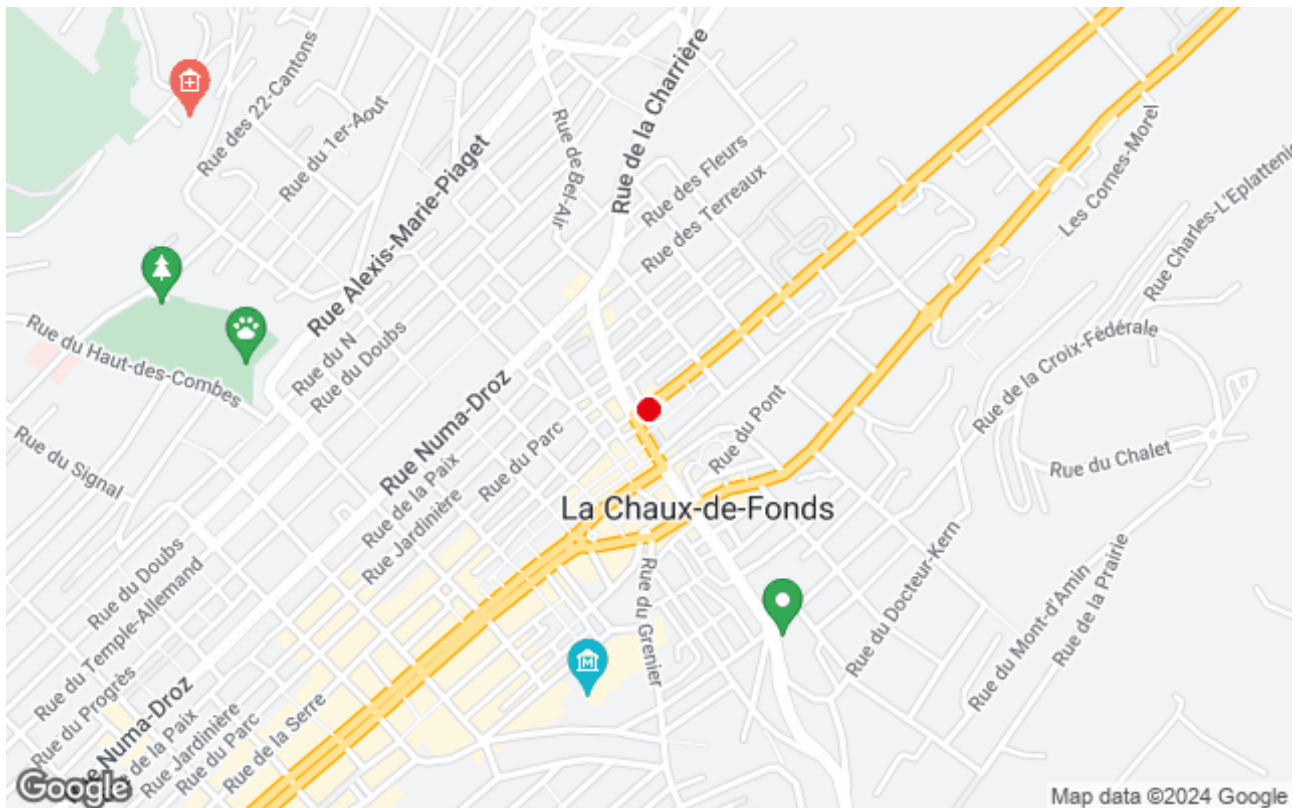 Rue des 22-Cantons
Rue du 1er-Aout
Rue Alexis-Marie-Piaget
Rue de Bel-Air
Rue de la Charrière
Rue des Fleurs
Rue des Terreaux
Les Cornes-Morel
Rue Charles-L'Eplattenie
Rue du Haut-des-Combes
Rue du N
Rue du Doubs
Rue Numa-Droz
Rue de la Croix-Fédérale
Rue du Signal
Rue de la Paix
Rue Jardinière
Rue du Parc
Rue du Pont
Rue du Chalet
La Chaux-de-Fonds
Rue du Doubs
Rue du Temple-Allemand
Rue du Progrès
Rue du Grenier
Rue du Docteur-Kern
Rue du Mont-d'Amin
Rue de la Prairie
M
Rue Numa-Droz
de la Paix
Rue Jardinière
Rue du Parc
Rue de la Serre
Google
Map data ©2024 Google